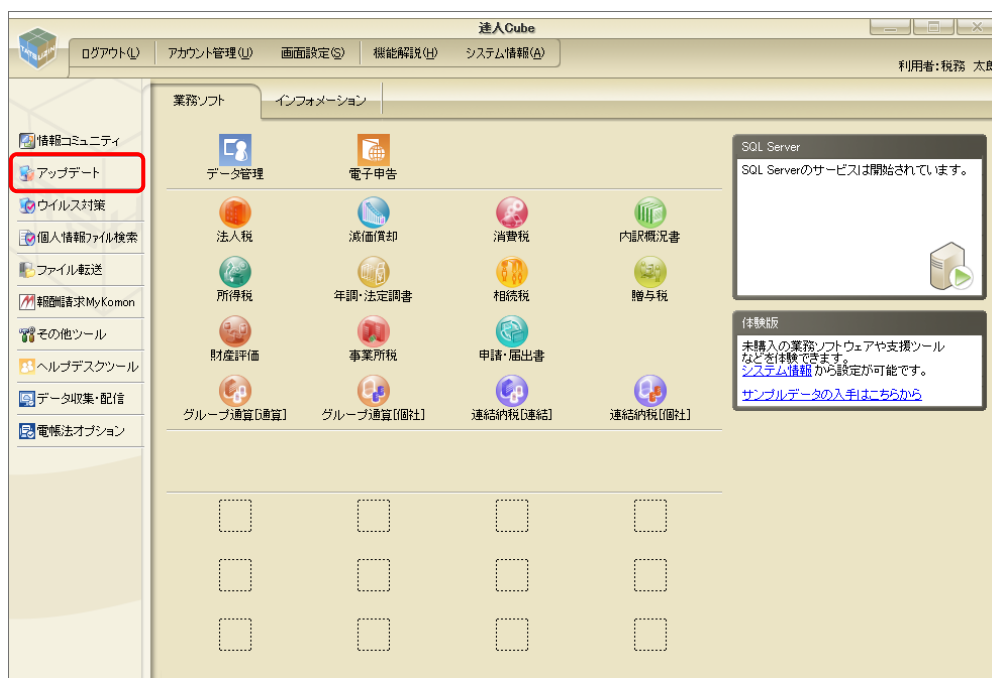 達人Cube
ログアウト(L) アカウント管理(U) 画面設定(S) 機能解説(H) システム情報(A)
利用者:税務 太郎
業務ソフト インフォメーション
情報コミュニティ
アップデート
ウイルス対策
個人情報ファイル検索
ファイル転送
報酬請求MyKomon
その他ツール
ヘルプデスクツール
データ収集・配信
電帳法オプション
データ管理 電子申告
法人税 減価償却 消費税 内訳概況書
所得税 年調・法定調書 相続税 贈与税
財産評価 事業所税 申請・届出書
グループ通算[通算] グループ通算[個社] 連結納税[連結] 連結納税[個社]
SQL Server
SQL Serverのサービスは開始されています。
体験版
未購入の業務ソフトウェアや支援ツール
などを体験できます。
システム情報 から設定が可能です。
サンプルデータの入手はこちらから